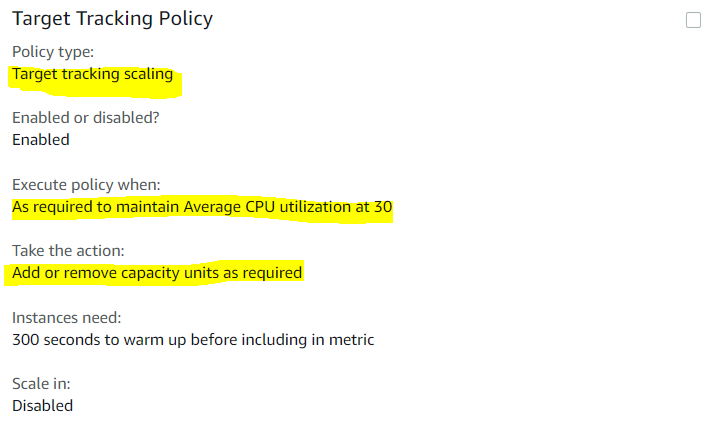 Target Tracking Policy
Policy type:
Target tracking scaling
Enabled or disabled?
Enabled
Execute policy when:
As required to maintain Average CPU utilization at 30
Take the action:
Add or remove capacity units as required
Instances need:
300 seconds to warm up before including in metric
Scale in:
Disabled